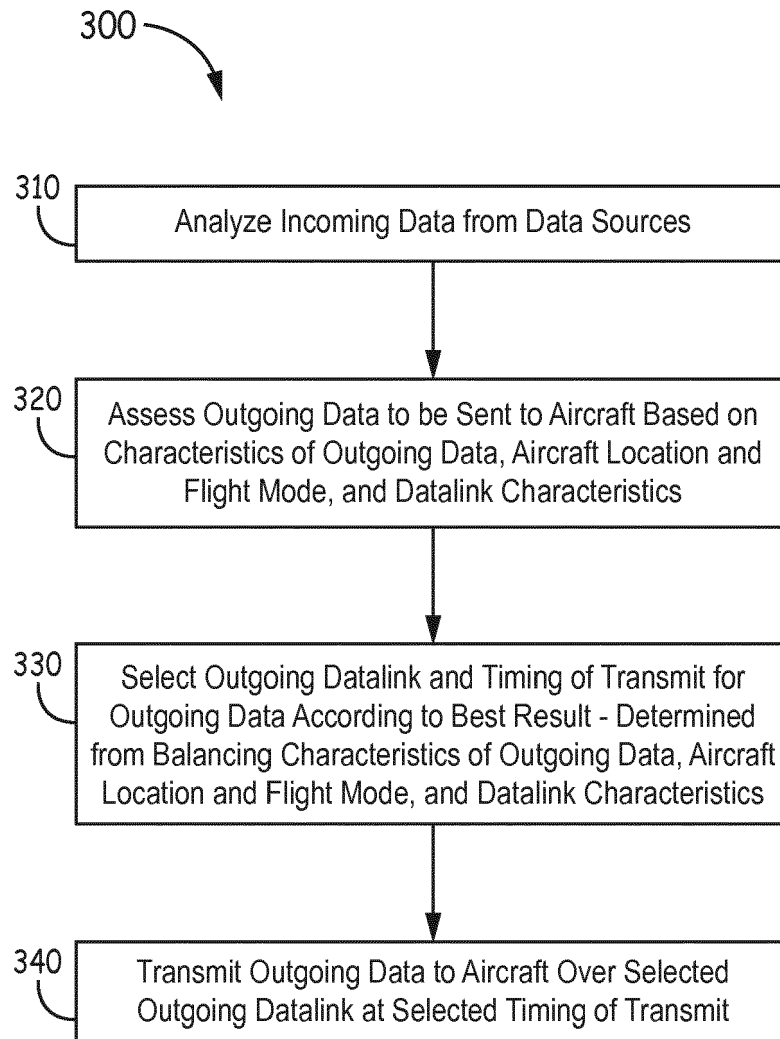 300
310
Analyze Incoming Data from Data Sources
320
Assess Outgoing Data to be Sent to Aircraft Based on
Characteristics of Outgoing Data, Aircraft Location and
Flight Mode, and Datalink Characteristics
330
Select Outgoing Datalink and Timing of Transmit for
Outgoing Data According to Best Result - Determined
from Balancing Characteristics of Outgoing Data, Aircraft
Location and Flight Mode, and Datalink Characteristics
340
Transmit Outgoing Data to Aircraft Over Selected
Outgoing Datalink at Selected Timing of Transmit